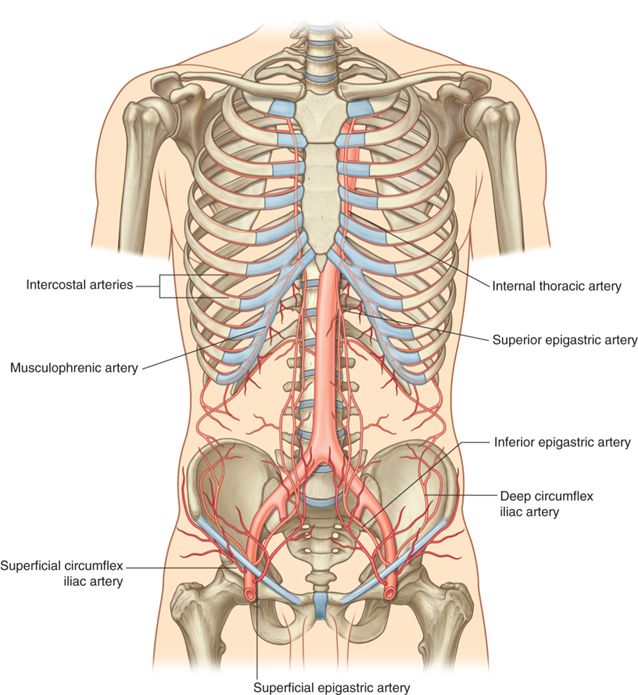 Intercostal arteries
Internal thoracic artery
Superior epigastric artery
Musculophrenic artery
Inferior epigastric artery
Deep circumflex
iliac artery
Superficial circumflex
iliac artery
Superficial epigastric artery